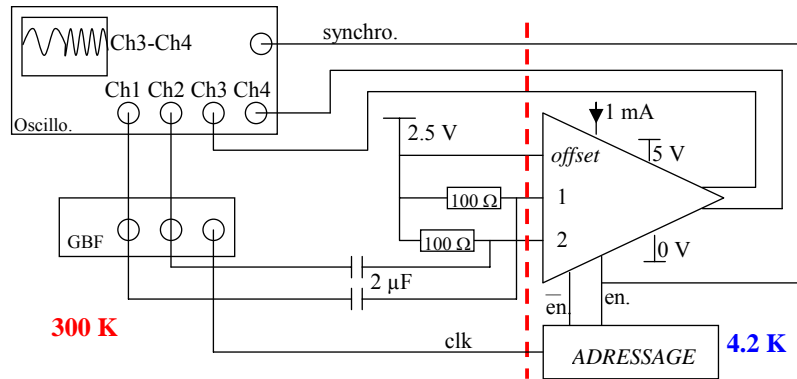 synchro.
Ch3-Ch4
Ch1 Ch2 Ch3 Ch4
Oscillo.
1 mA
2.5 V
offset
5 V
100 Ω
1
100 Ω
2
GBF
0 V
2 µF
en.
en.
300 K
clk
ADRESSAGE
4.2 K